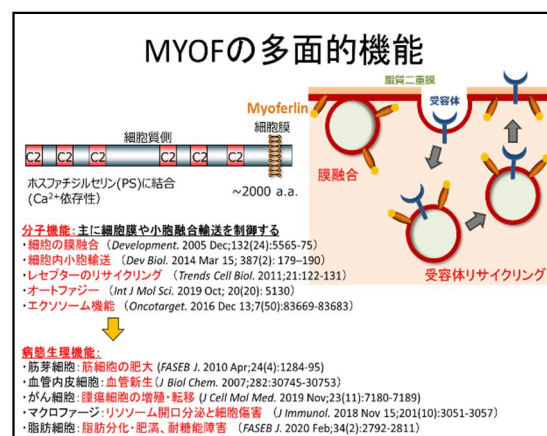 MYOFの多面的機能
脂質二重膜
Myoferlin
受容体
細胞質側
細胞膜
C2 C2 C2 C2 C2 C2
膜融合
ホスファチジルセリン(PS)に結合
(Ca²⁺依存性)
~2000 a.a.
受容体リサイクリング
分子機能：主に細胞膜や小胞融合輸送を制御する
・細胞の膜融合 (Development. 2005 Dec;132(24):5565-75)
・細胞内小胞輸送 (Dev Biol. 2014 Mar 15; 387(2): 179–190)
・レセプターのリサイクリング (Trends Cell Biol. 2011;21:122-131)
・オートファジー (Int J Mol Sci. 2019 Oct; 20(20): 5130)
・エクソソーム機能 (Oncotarget. 2016 Dec 13;7(50):83669-83683)
病態生理機能：
・筋芽細胞：筋細胞の肥大 (FASEB J. 2010 Apr;24(4):1284-95)
・血管内皮細胞：血管新生 (J Biol Chem. 2007;282:30745-30753)
・がん細胞：腫瘍細胞の増殖・転移 (J Cell Mol Med. 2019 Nov;23(11):7180-7189)
・マクロファージ：リソソーム開口分泌と細胞傷害 (J Immunol. 2018 Nov 15;201(10):3051-3057)
・脂肪細胞：脂肪分化・肥満、耐糖能障害 (FASEB J. 2020 Feb;34(2):2792-2811)